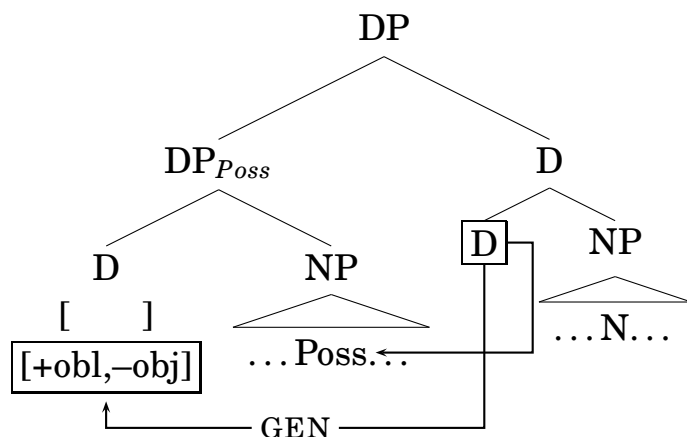 DP
DP_Poss D
D NP D NP
[ ]
[+obl,–obj] …Poss… …N…
GEN